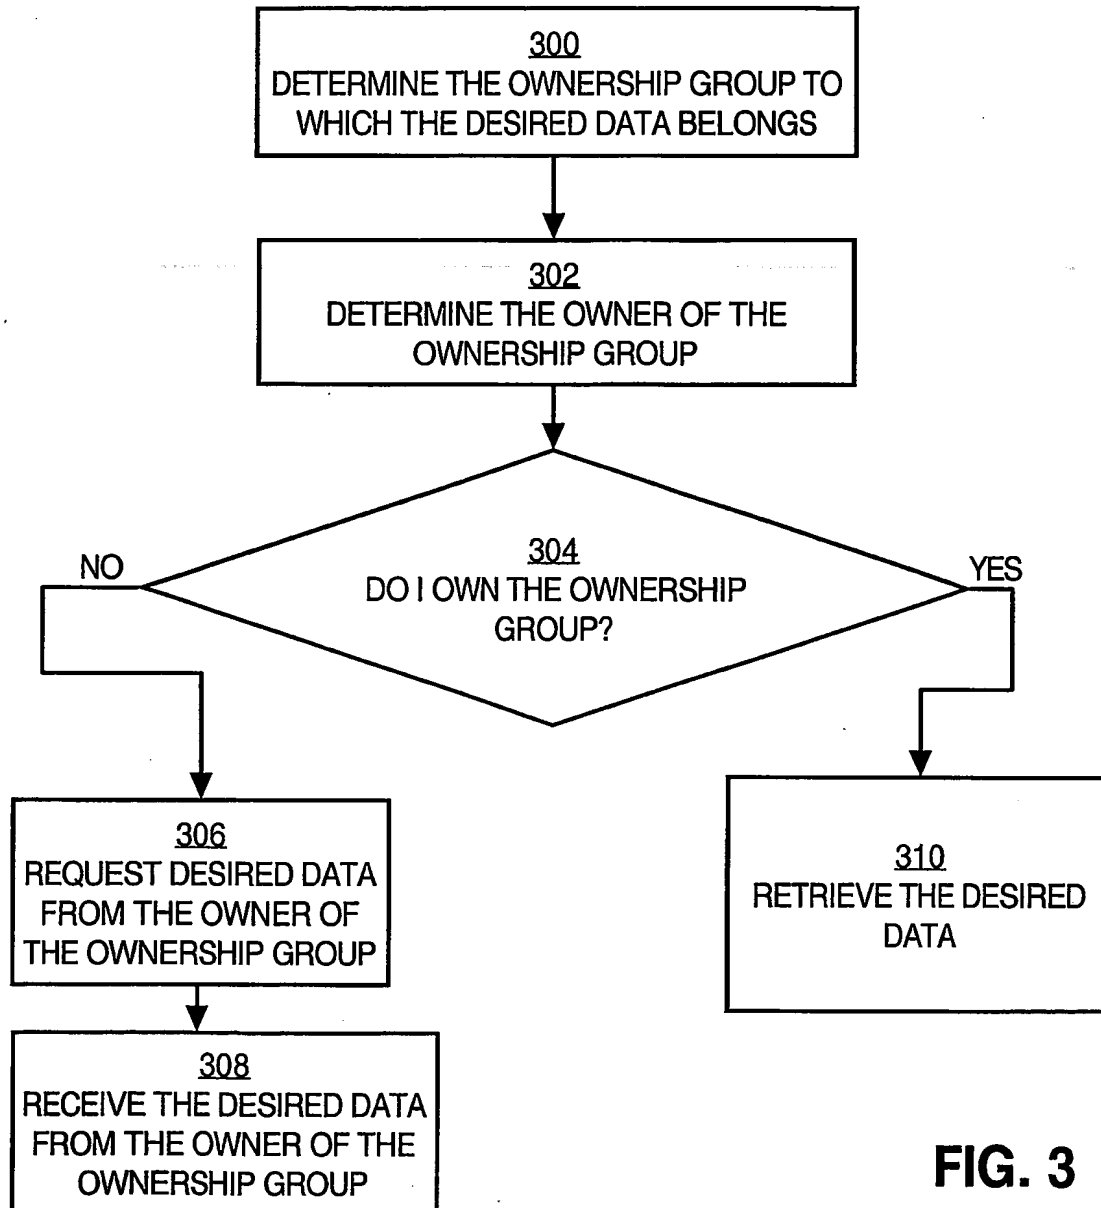 300
DETERMINE THE OWNERSHIP GROUP TO
WHICH THE DESIRED DATA BELONGS
302
DETERMINE THE OWNER OF THE
OWNERSHIP GROUP
304
DO I OWN THE OWNERSHIP
GROUP?
NO
YES
306
REQUEST DESIRED DATA
FROM THE OWNER OF
THE OWNERSHIP GROUP
310
RETRIEVE THE DESIRED
DATA
308
RECEIVE THE DESIRED DATA
FROM THE OWNER OF THE
OWNERSHIP GROUP
FIG. 3